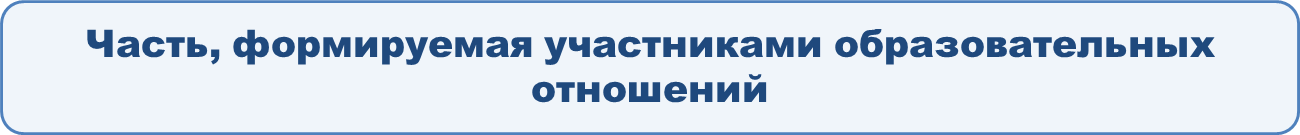 Часть, формируемая участниками образовательных
отношений